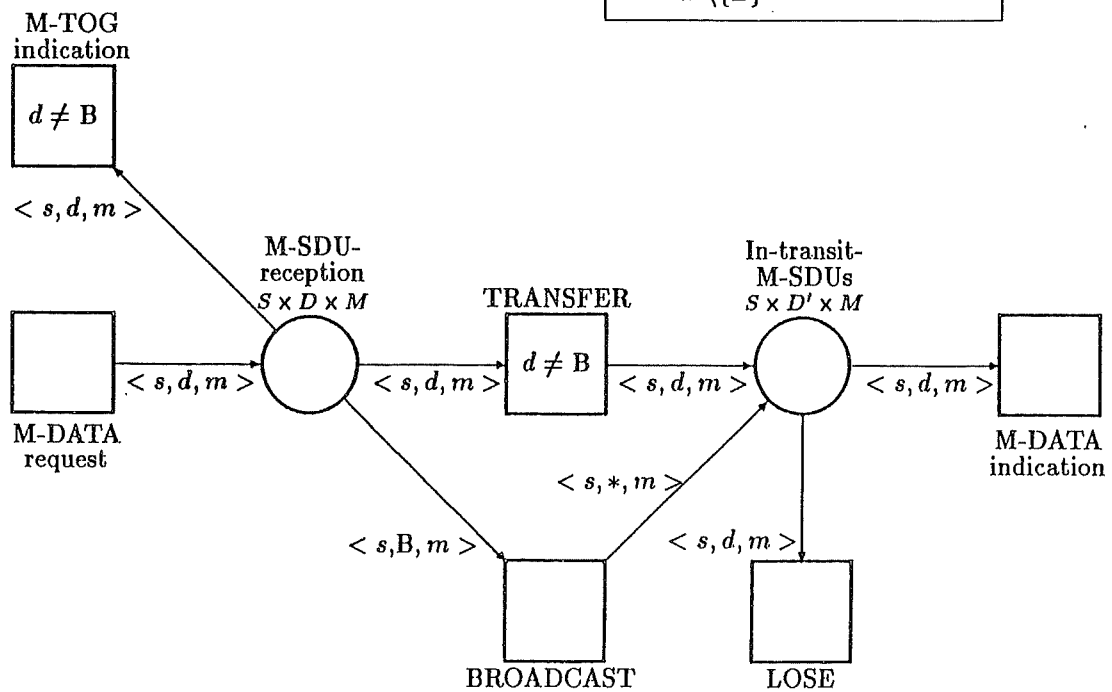 M-TOG
indication
d ≠ B
< s, d, m >
M-SDU-
reception
S × D × M
In-transit-
M-SDUs
S × D′ × M
TRANSFER
d ≠ B
< s, d, m >
< s, d, m >
< s, d, m >
< s, d, m >
M-DATA
request
M-DATA
indication
< s, *, m >
< s,B, m >
< s, d, m >
BROADCAST
LOSE